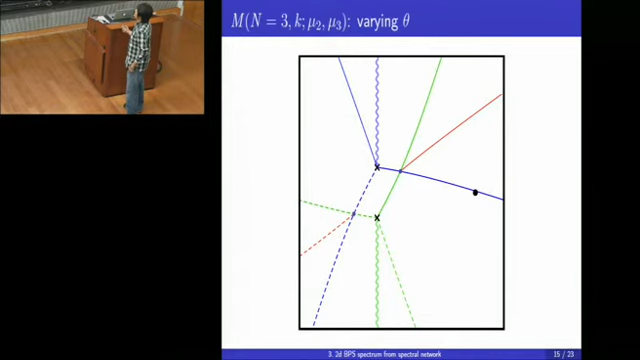 M(N = 3, k; μ₂, μ₃): varying θ
3. 2d BPS spectrum from spectral network
15 / 23